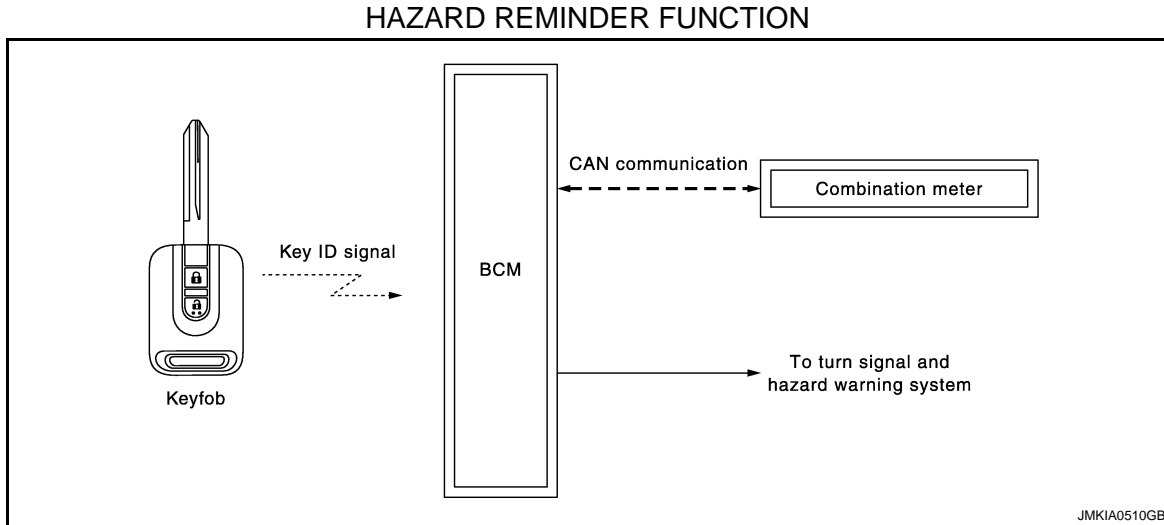 HAZARD REMINDER FUNCTION
CAN communication
Combination meter
Key ID signal
BCM
To turn signal and
hazard warning system
Keyfob
JMKIA0510GB